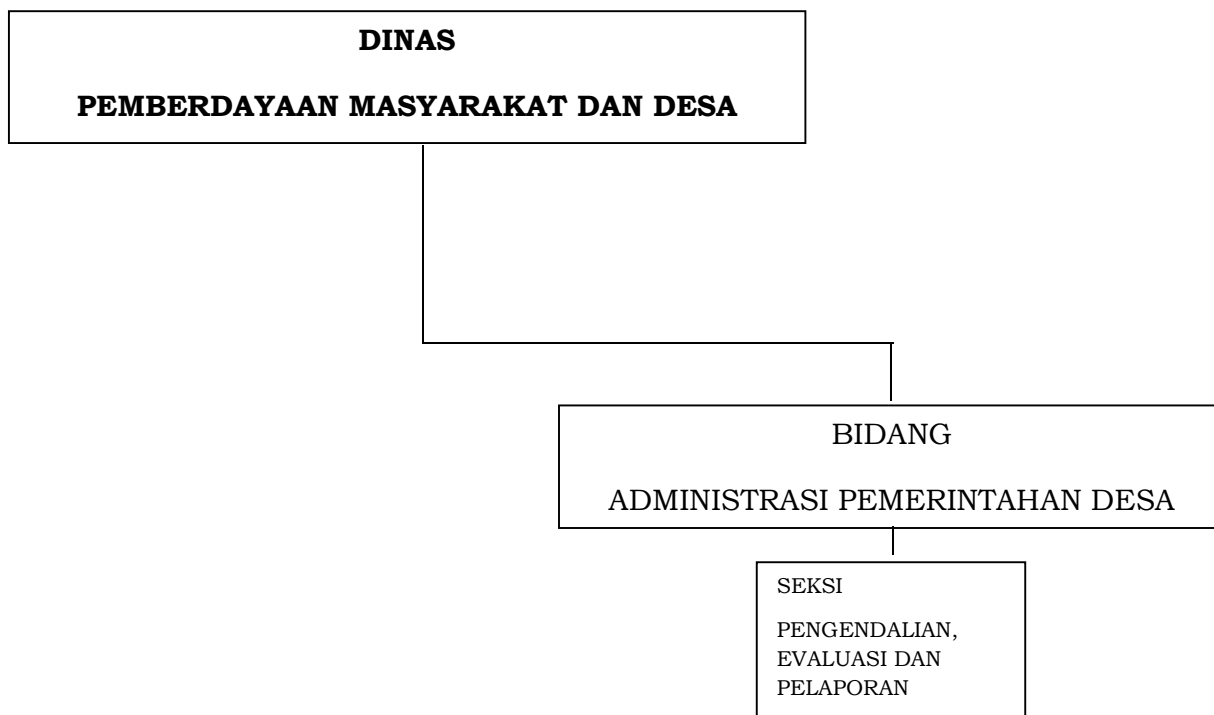 DINAS
PEMBERDAYAAN MASYARAKAT DAN DESA
BIDANG
ADMINISTRASI PEMERINTAHAN DESA
SEKSI
PENGENDALIAN,
EVALUASI DAN
PELAPORAN